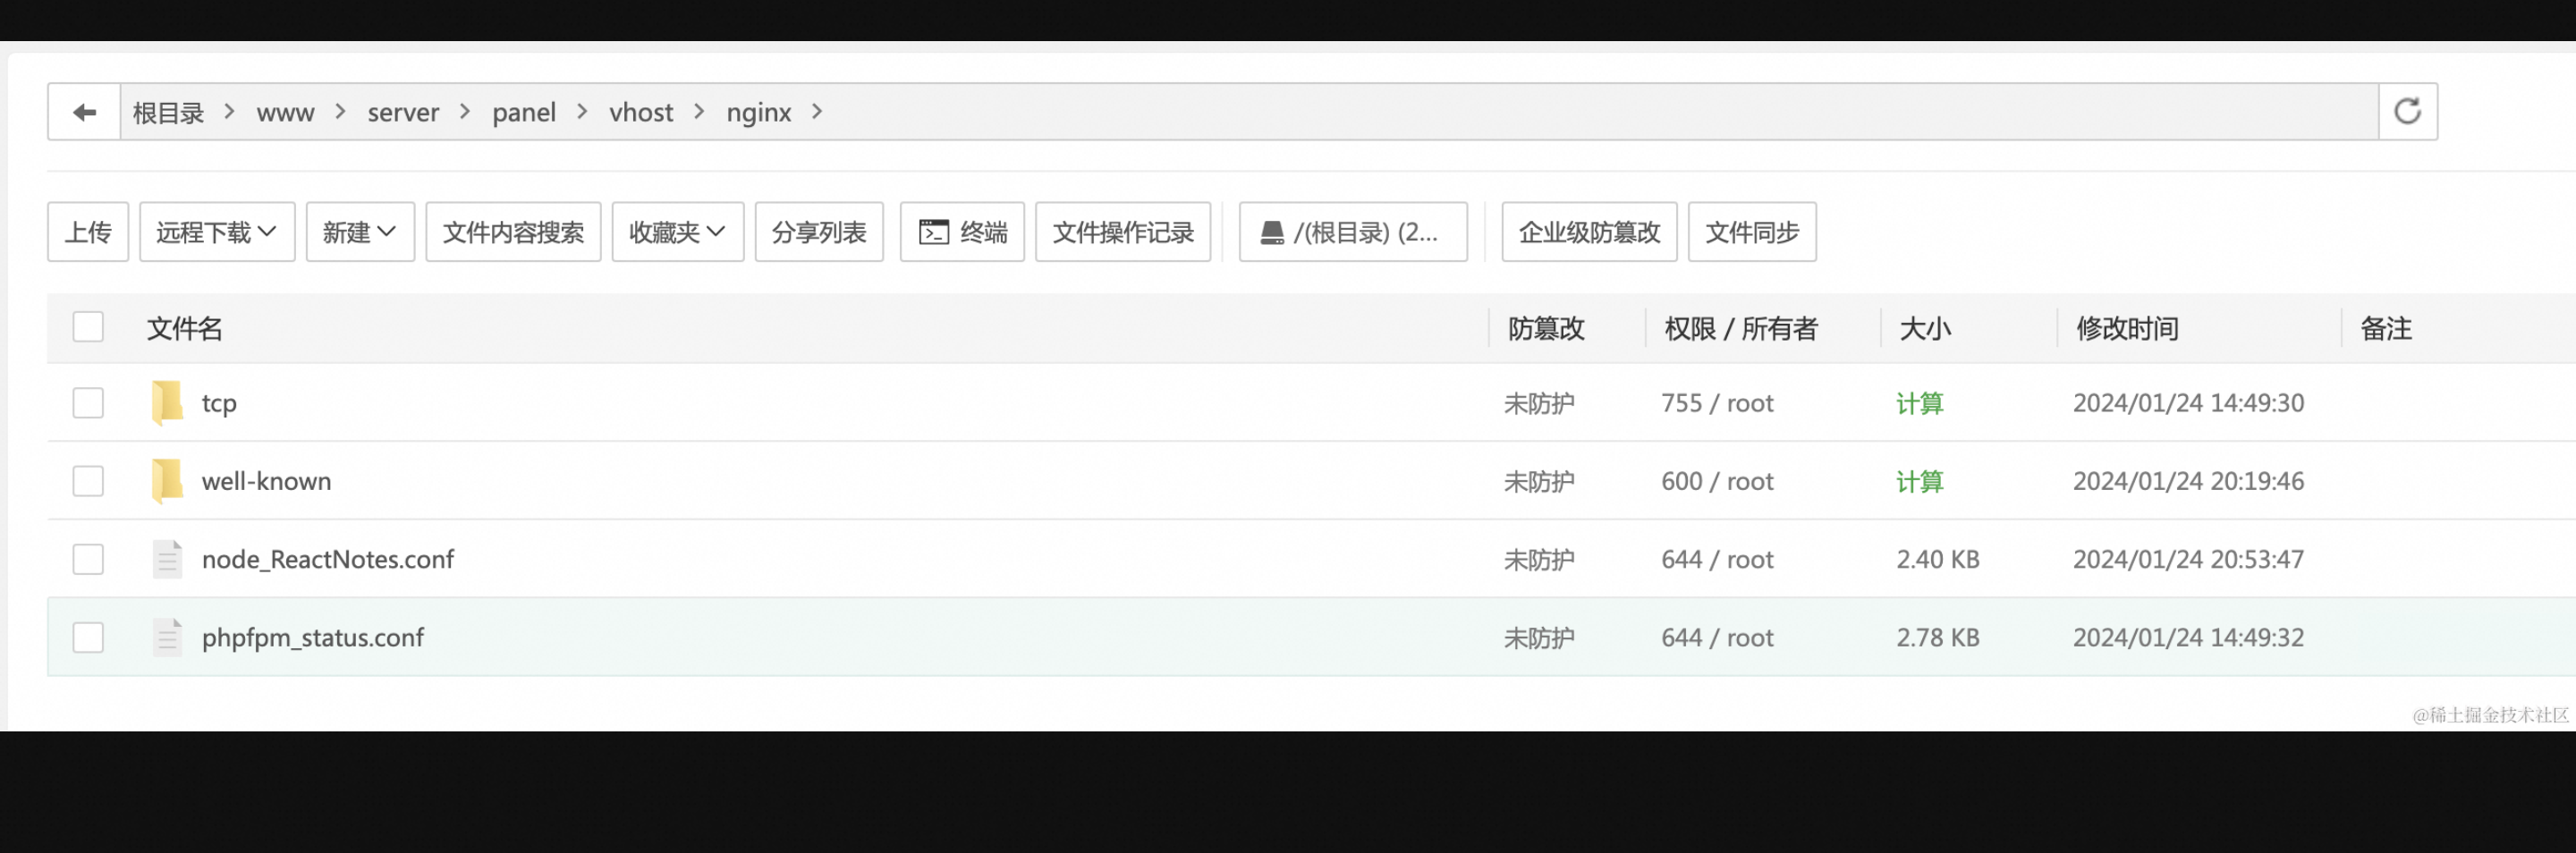 根目录 > www > server > panel > vhost > nginx >
上传 远程下载 新建 文件内容搜索 收藏夹 分享列表 终端 文件操作记录 /(根目录) (2... 企业级防篡改 文件同步
文件名 防篡改 权限 / 所有者 大小 修改时间 备注
tcp 未防护 755 / root 计算 2024/01/24 14:49:30
well-known 未防护 600 / root 计算 2024/01/24 20:19:46
node_ReactNotes.conf 未防护 644 / root 2.40 KB 2024/01/24 20:53:47
phpfpm_status.conf 未防护 644 / root 2.78 KB 2024/01/24 14:49:32
@稀土掘金技术社区